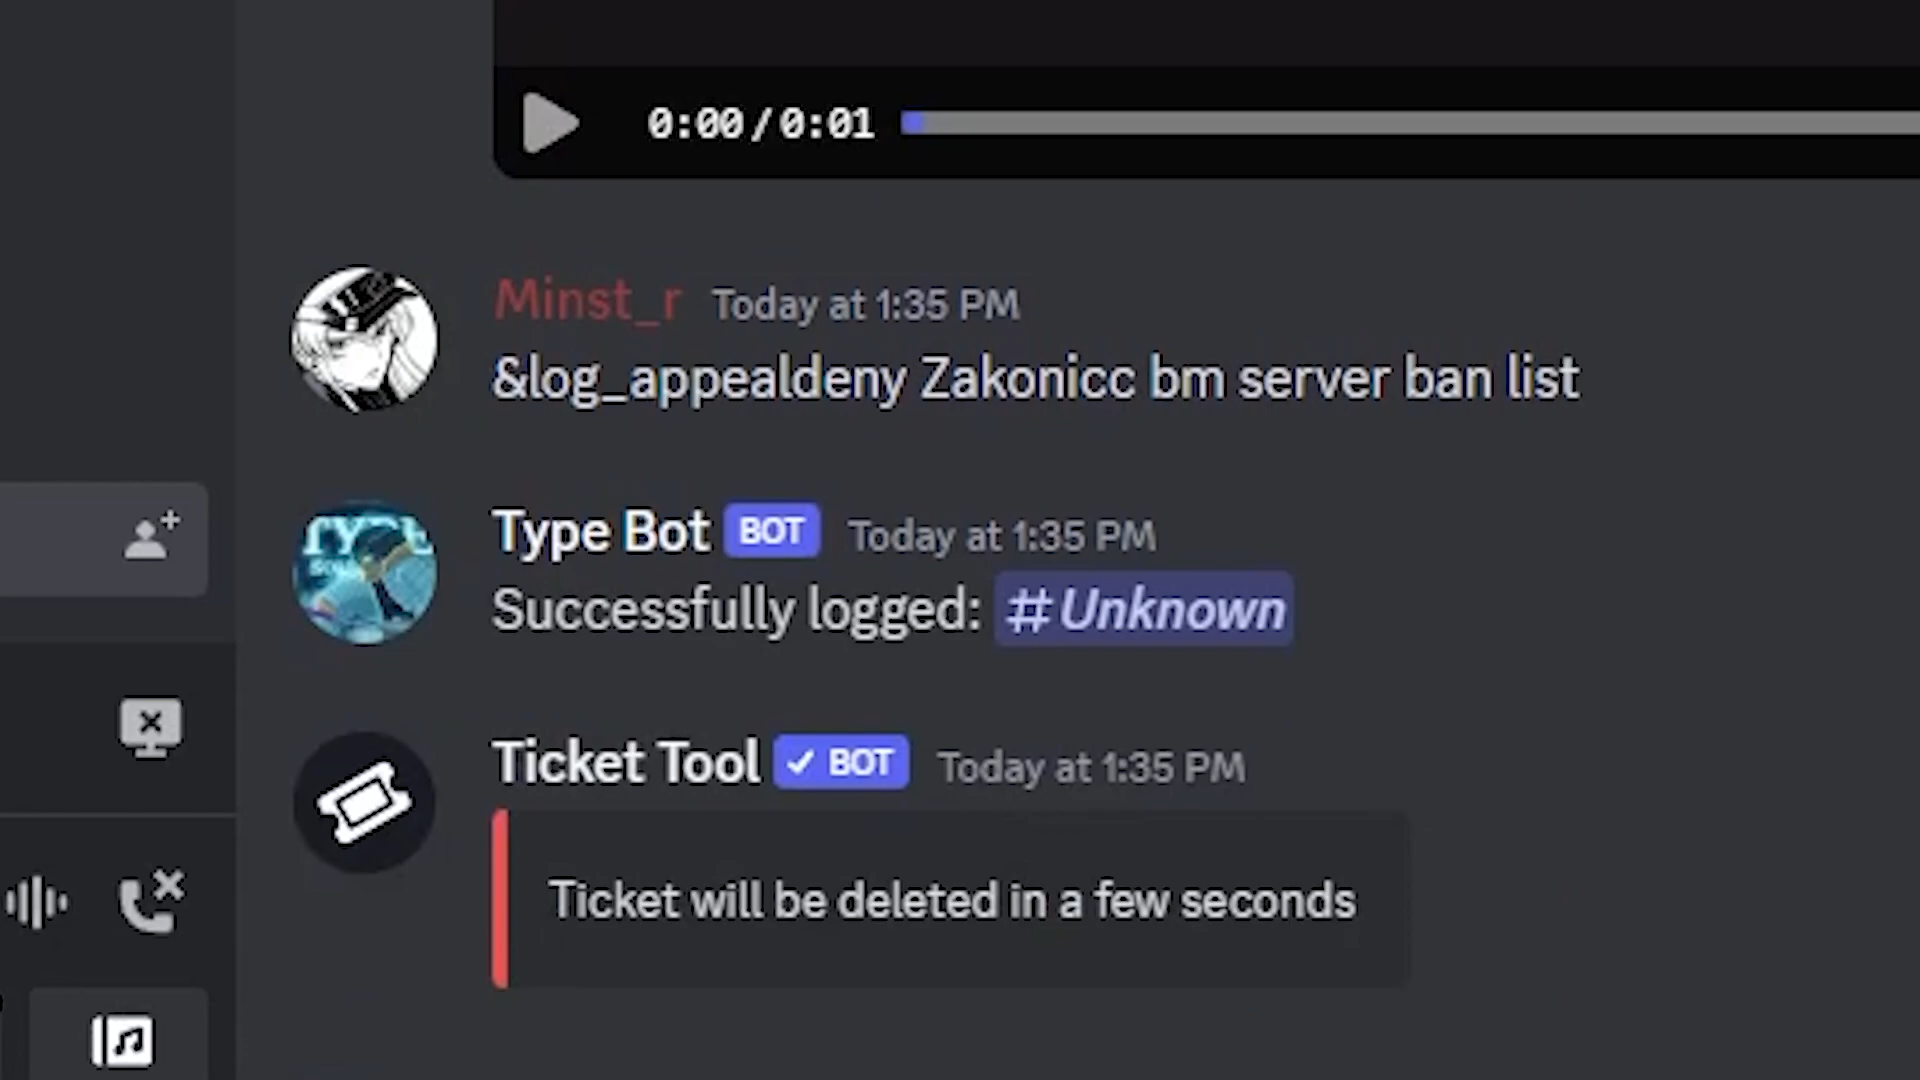 0:00/0:01
Minst_r Today at 1:35 PM
&log_appealdeny Zakonicc bm server ban list
TYPE
Type Bot BOT Today at 1:35 PM
Successfully logged: #Unknown
Ticket Tool ✓ BOT Today at 1:35 PM
Ticket will be deleted in a few seconds